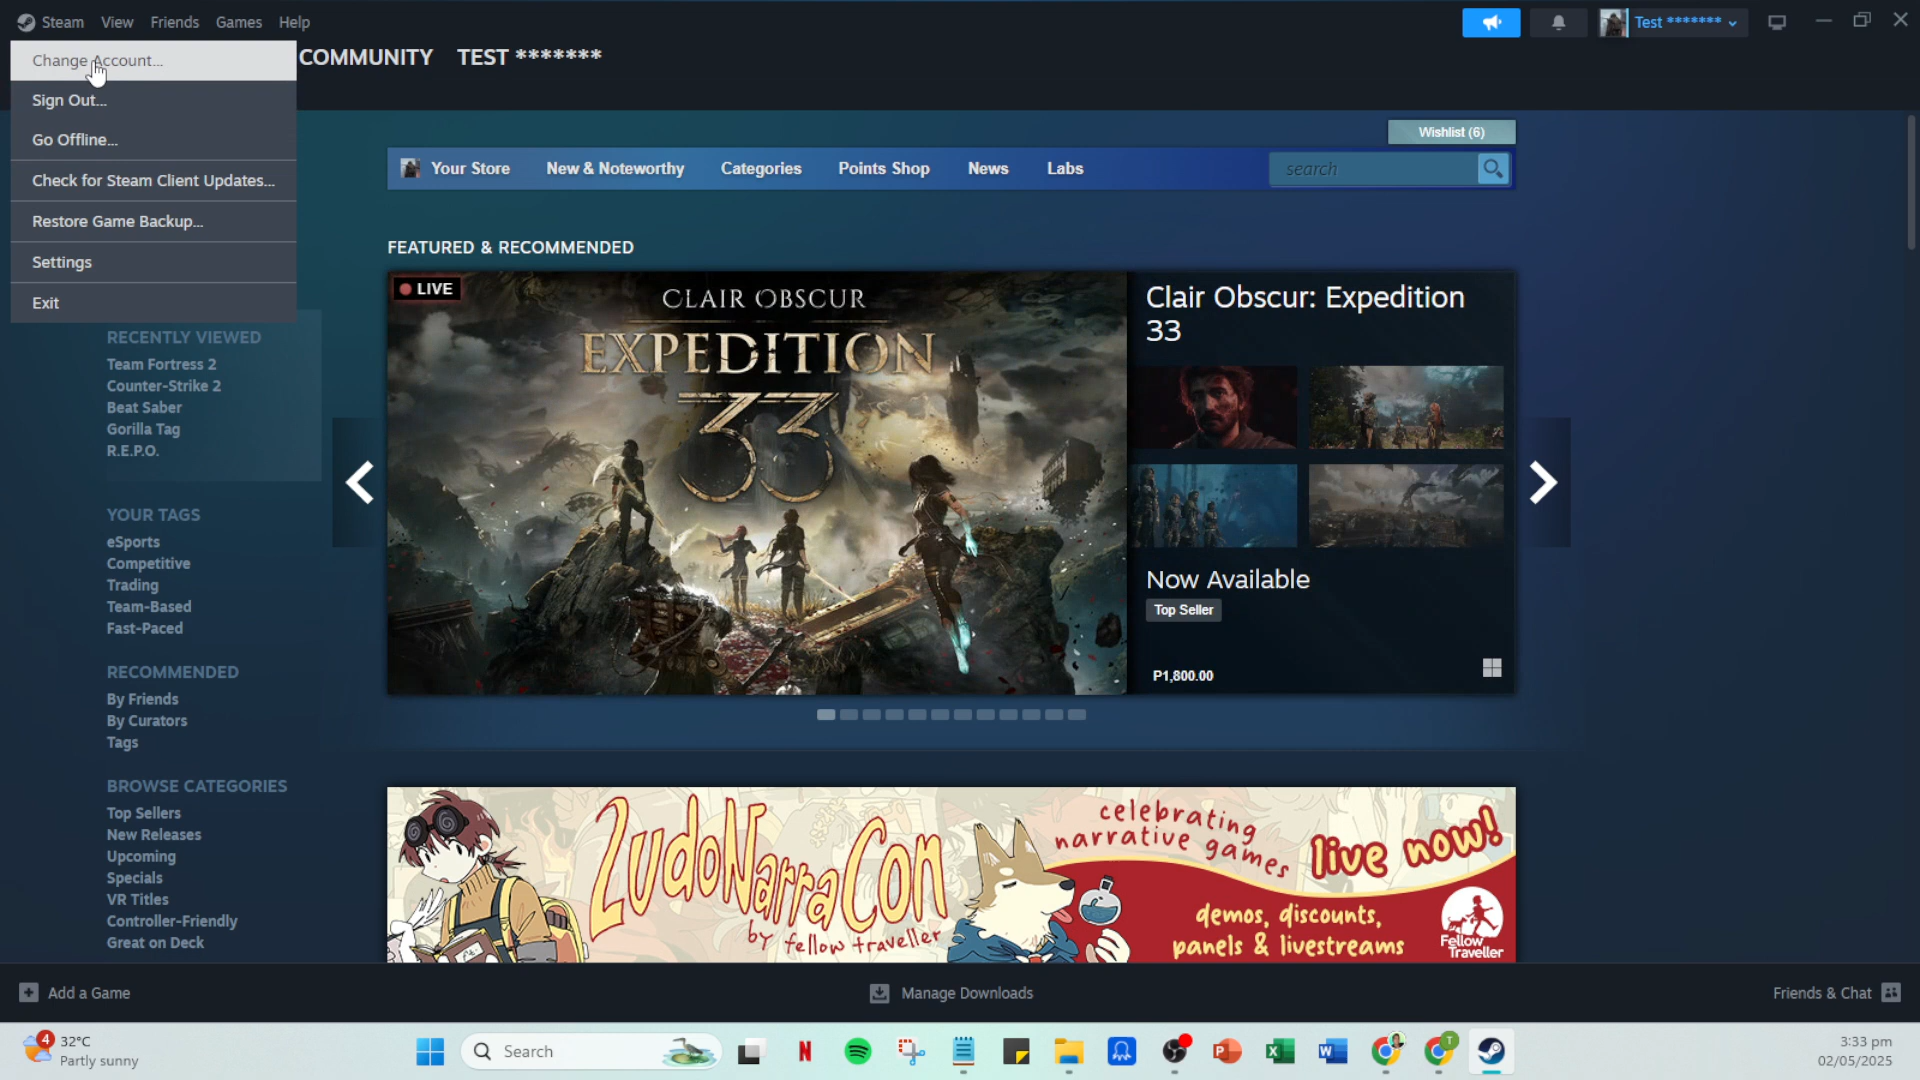 Steam View Friends Games Help
Test *******
Change Account...
COMMUNITY TEST *******
Sign Out...
Go Offline...
Check for Steam Client Updates...
Restore Game Backup...
Settings
Exit
Wishlist (6)
Your Store New & Noteworthy Categories Points Shop News Labs
search
FEATURED & RECOMMENDED
LIVE
CLAIR OBSCUR
EXPEDITION
33
Clair Obscur: Expedition
33
Now Available
Top Seller
P1,800.00
RECENTLY VIEWED
Team Fortress 2
Counter-Strike 2
Beat Saber
Gorilla Tag
R.E.P.O.
YOUR TAGS
eSports
Competitive
Trading
Team-Based
Fast-Paced
RECOMMENDED
By Friends
By Curators
Tags
BROWSE CATEGORIES
Top Sellers
New Releases
Upcoming
Specials
VR Titles
Controller-Friendly
Great on Deck
LudoNarraCon
by fellow traveller
celebrating
narrative games
live now!
demos, discounts,
panels & livestreams
Fellow
Traveller
Add a Game
Manage Downloads
Friends & Chat
4
32°C
Partly sunny
Search
N
P
X
W
T
3:33 pm
02/05/2025